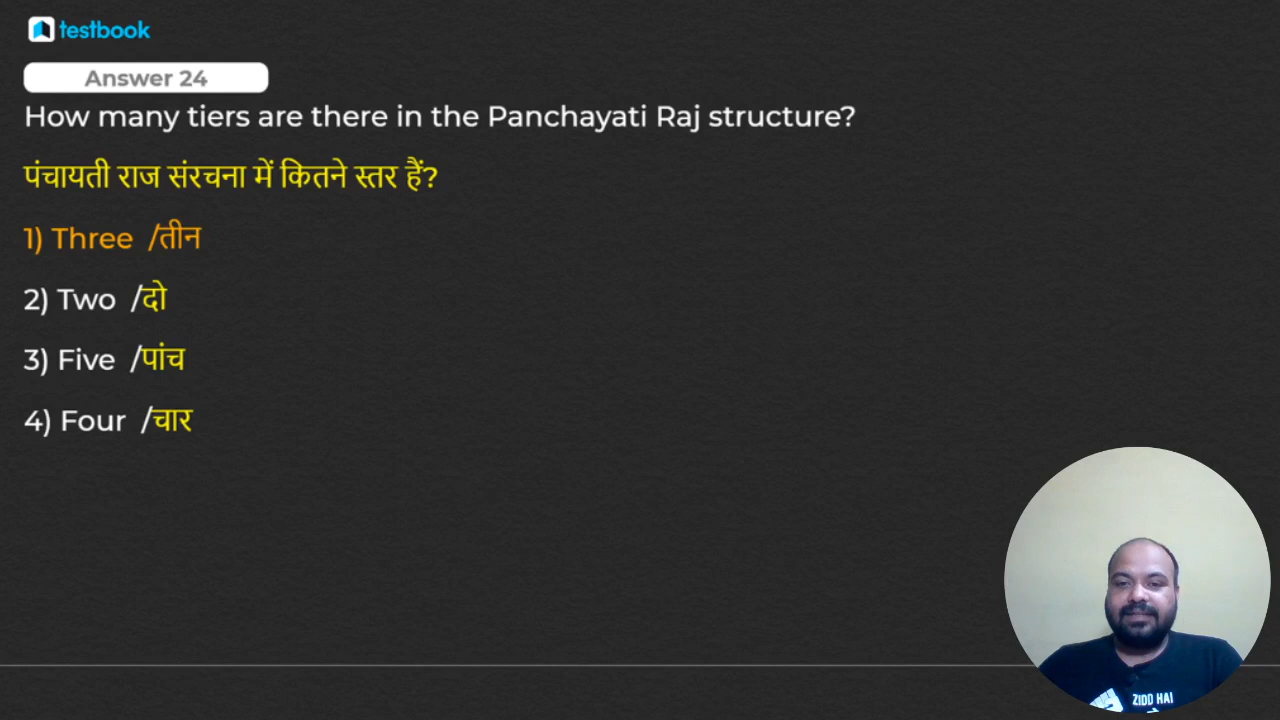 testbook
Answer 24
How many tiers are there in the Panchayati Raj structure?
पंचायती राज संरचना में कितने स्तर हैं?
1) Three /तीन
2) Two /दो
3) Five /पांच
4) Four /चार
ZIDD HAI